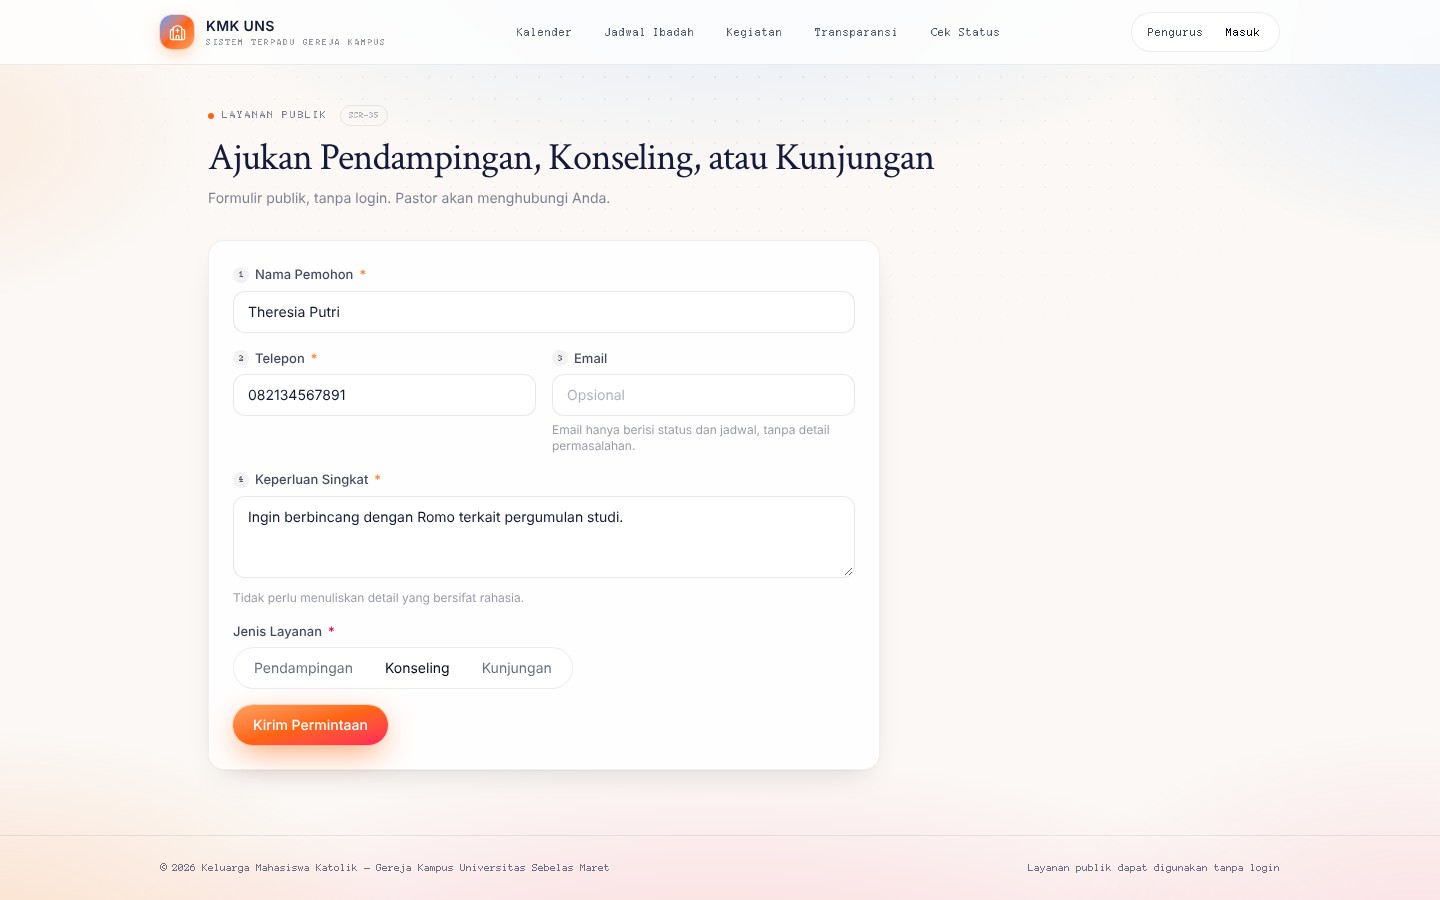 KMK UNS
SISTEM TERPADU GEREJA KAMPUS
Kalender
Jadwal Ibadah
Kegiatan
Transparansi
Cek Status
Pengurus
Masuk
LAYANAN PUBLIK
SCR-35
Ajukan Pendampingan, Konseling, atau Kunjungan
Formulir publik, tanpa login. Pastor akan menghubungi Anda.
1 Nama Pemohon *
Theresia Putri
2 Telepon *
3 Email
082134567891
Opsional
Email hanya berisi status dan jadwal, tanpa detail
permasalahan.
4 Keperluan Singkat *
Ingin berbincang dengan Romo terkait pergumulan studi.
Tidak perlu menuliskan detail yang bersifat rahasia.
Jenis Layanan *
Pendampingan
Konseling
Kunjungan
Kirim Permintaan
© 2026 Keluarga Mahasiswa Katolik — Gereja Kampus Universitas Sebelas Maret
Layanan publik dapat digunakan tanpa login